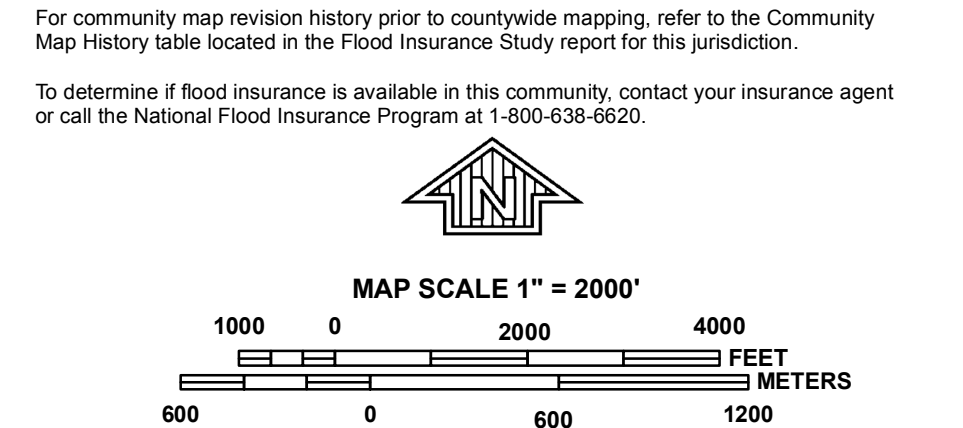 For community map revision history prior to countywide mapping, refer to the Community
Map History table located in the Flood Insurance Study report for this jurisdiction.
To determine if flood insurance is available in this community, contact your insurance agent
or call the National Flood Insurance Program at 1-800-638-6620.
N
MAP SCALE 1" = 2000'
1000 0 2000 4000
FEET
METERS
600 0 600 1200